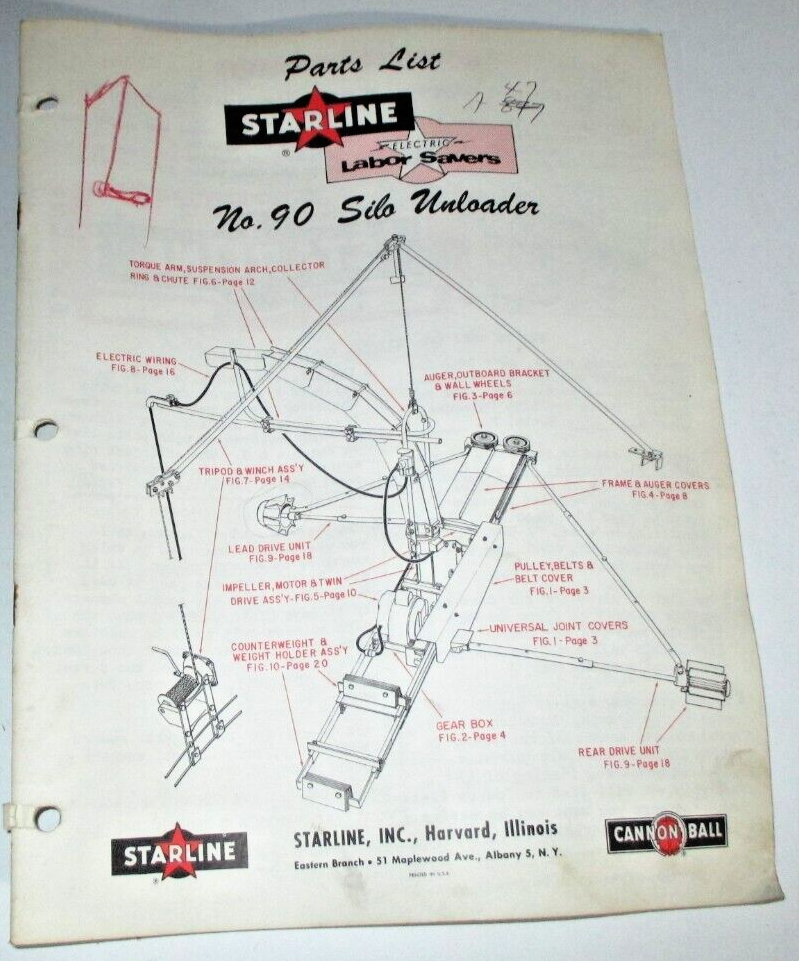 Parts List
STARLINE
®
ELECTRIC
Labor Savers
No. 90 Silo Unloader
TORQUE ARM, SUSPENSION ARCH, COLLECTOR
RING & CHUTE FIG.6-Page 12
ELECTRIC WIRING
FIG.8-Page 16
AUGER, OUTBOARD BRACKET
& WALL WHEELS
FIG.3-Page 6
TRIPOD & WINCH ASS'Y
FIG.7-Page 14
FRAME & AUGER COVERS
FIG.4-Page 8
LEAD DRIVE UNIT
FIG.9-Page 18
PULLEY, BELTS &
BELT COVER
FIG.1-Page 3
IMPELLER, MOTOR & TWIN
DRIVE ASS'Y-FIG.5-Page 10
UNIVERSAL JOINT COVERS
FIG.1-Page 3
COUNTERWEIGHT &
WEIGHT HOLDER ASS'Y
FIG.10-Page 20
GEAR BOX
FIG.2-Page 4
REAR DRIVE UNIT
FIG.9-Page 18
STARLINE
®
STARLINE, INC., Harvard, Illinois
Eastern Branch • 51 Maplewood Ave., Albany 5, N. Y.
PRINTED IN U.S.A.
CANNON BALL